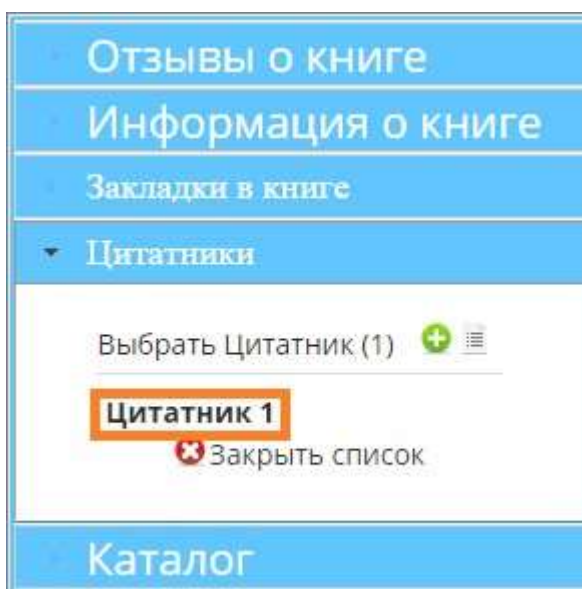 Отзывы о книге
Информация о книге
Закладки в книге
Цитатники
Выбрать Цитатник (1)
Цитатник 1
Закрыть список
Каталог